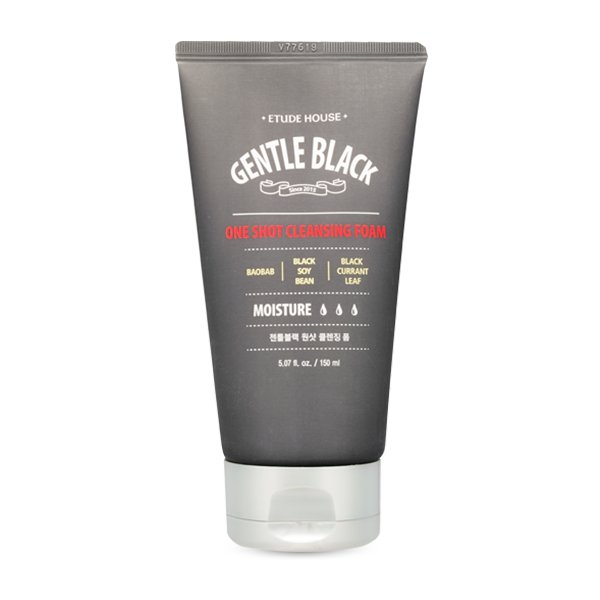 V77619
• ETUDE HOUSE •
GENTLE BLACK
Since 2015
ONE SHOT CLEANSING FOAM
BAOBAB | BLACK SOY BEAN | BLACK CURRANT LEAF
MOISTURE
젠틀블랙 원샷 클렌징 폼
5.07 fl. oz. / 150 ml